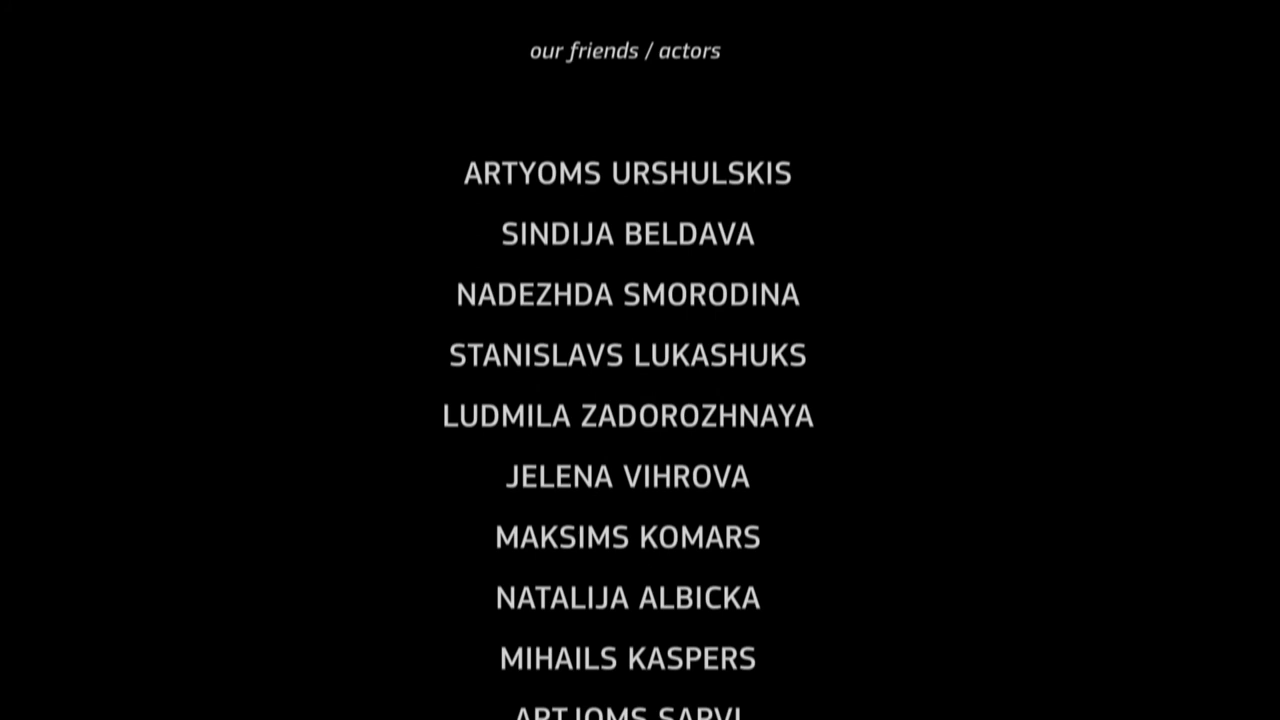 our friends / actors
ARTYOMS URSHULSKIS
SINDIJA BELDAVA
NADEZHDA SMORODINA
STANISLAVS LUKASHUKS
LUDMILA ZADOROZHNAYA
JELENA VIHROVA
MAKSIMS KOMARS
NATALIJA ALBICKA
MIHAILS KASPERS
ARTJOMS